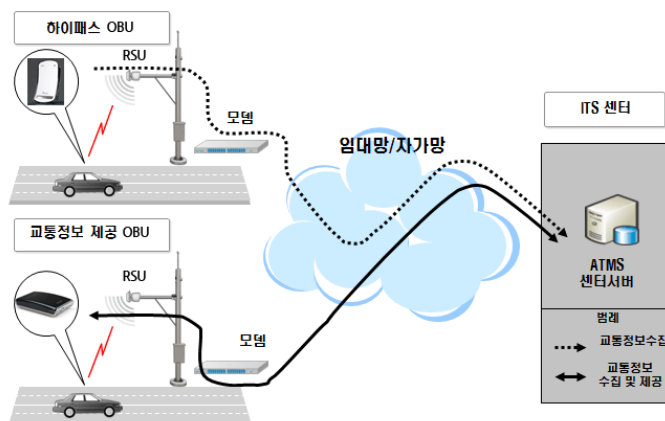 하이패스 OBU
RSU
모뎀
임대망/자가망
ITS 센터
ATMS
센터서버
교통정보 제공 OBU
RSU
모뎀
범례
교통정보수집
교통정보
수집 및 제공